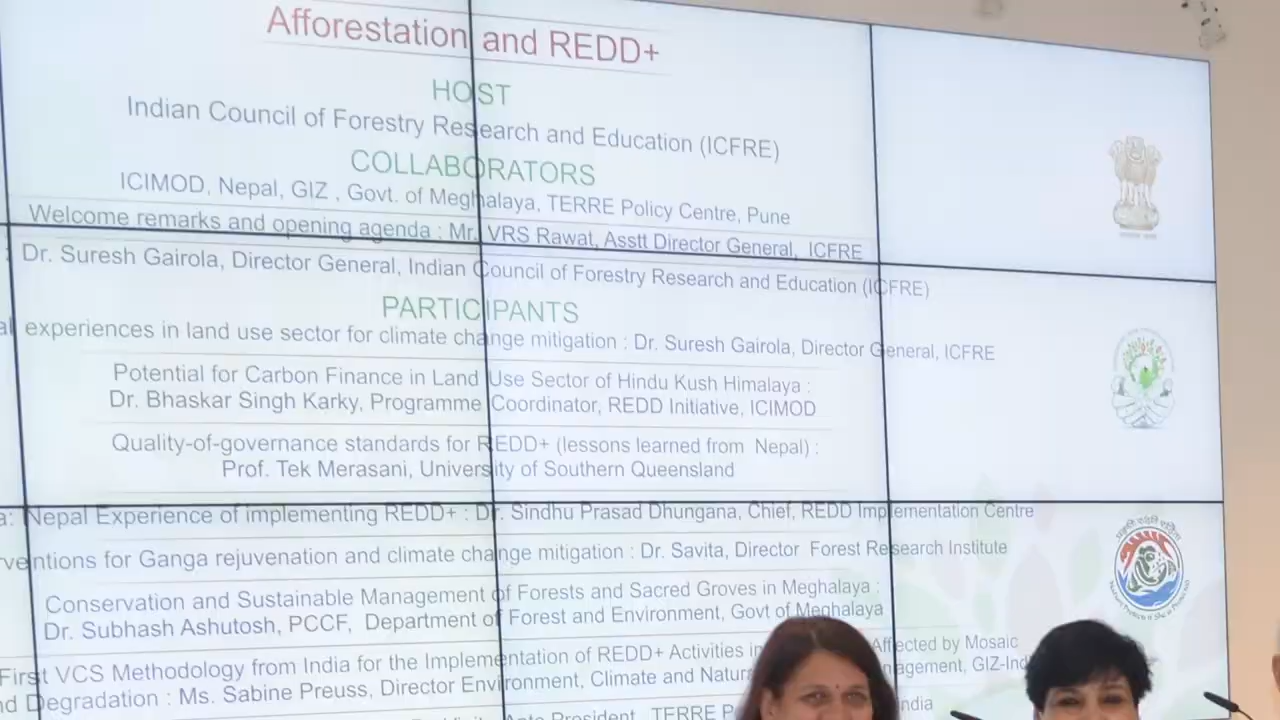 Afforestation and REDD+
HOST
Indian Council of Forestry Research and Education (ICFRE)
COLLABORATORS
ICIMOD, Nepal, GIZ , Govt. of Meghalaya, TERRE Policy Centre, Pune
Welcome remarks and opening agenda : Mr. VRS Rawat, Asstt Director General, ICFRE
: Dr. Suresh Gairola, Director General, Indian Council of Forestry Research and Education (ICFRE)
PARTICIPANTS
experiences in land use sector for climate change mitigation : Dr. Suresh Gairola, Director General, ICFRE
Potential for Carbon Finance in Land Use Sector of Hindu Kush Himalaya :
Dr. Bhaskar Singh Karky, Programme Coordinator, REDD Initiative, ICIMOD
Quality-of-governance standards for REDD+ (lessons learned from Nepal) :
Prof. Tek Merasani, University of Southern Queensland
Nepal Experience of implementing REDD+ : Dr. Sindhu Prasad Dhungana, Chief, REDD Implementation Centre
for Ganga rejuvenation and climate change mitigation : Dr. Savita, Director Forest Research Institute
Conservation and Sustainable Management of Forests and Sacred Groves in Meghalaya :
Dr. Subhash Ashutosh, PCCF, Department of Forest and Environment, Govt of Meghalaya
First VCS Methodology from India for the Implementation of REDD+ Activities in Affected by Mosaic
Degradation : Ms. Sabine Preuss, Director Environment, Climate and
President, TERRE